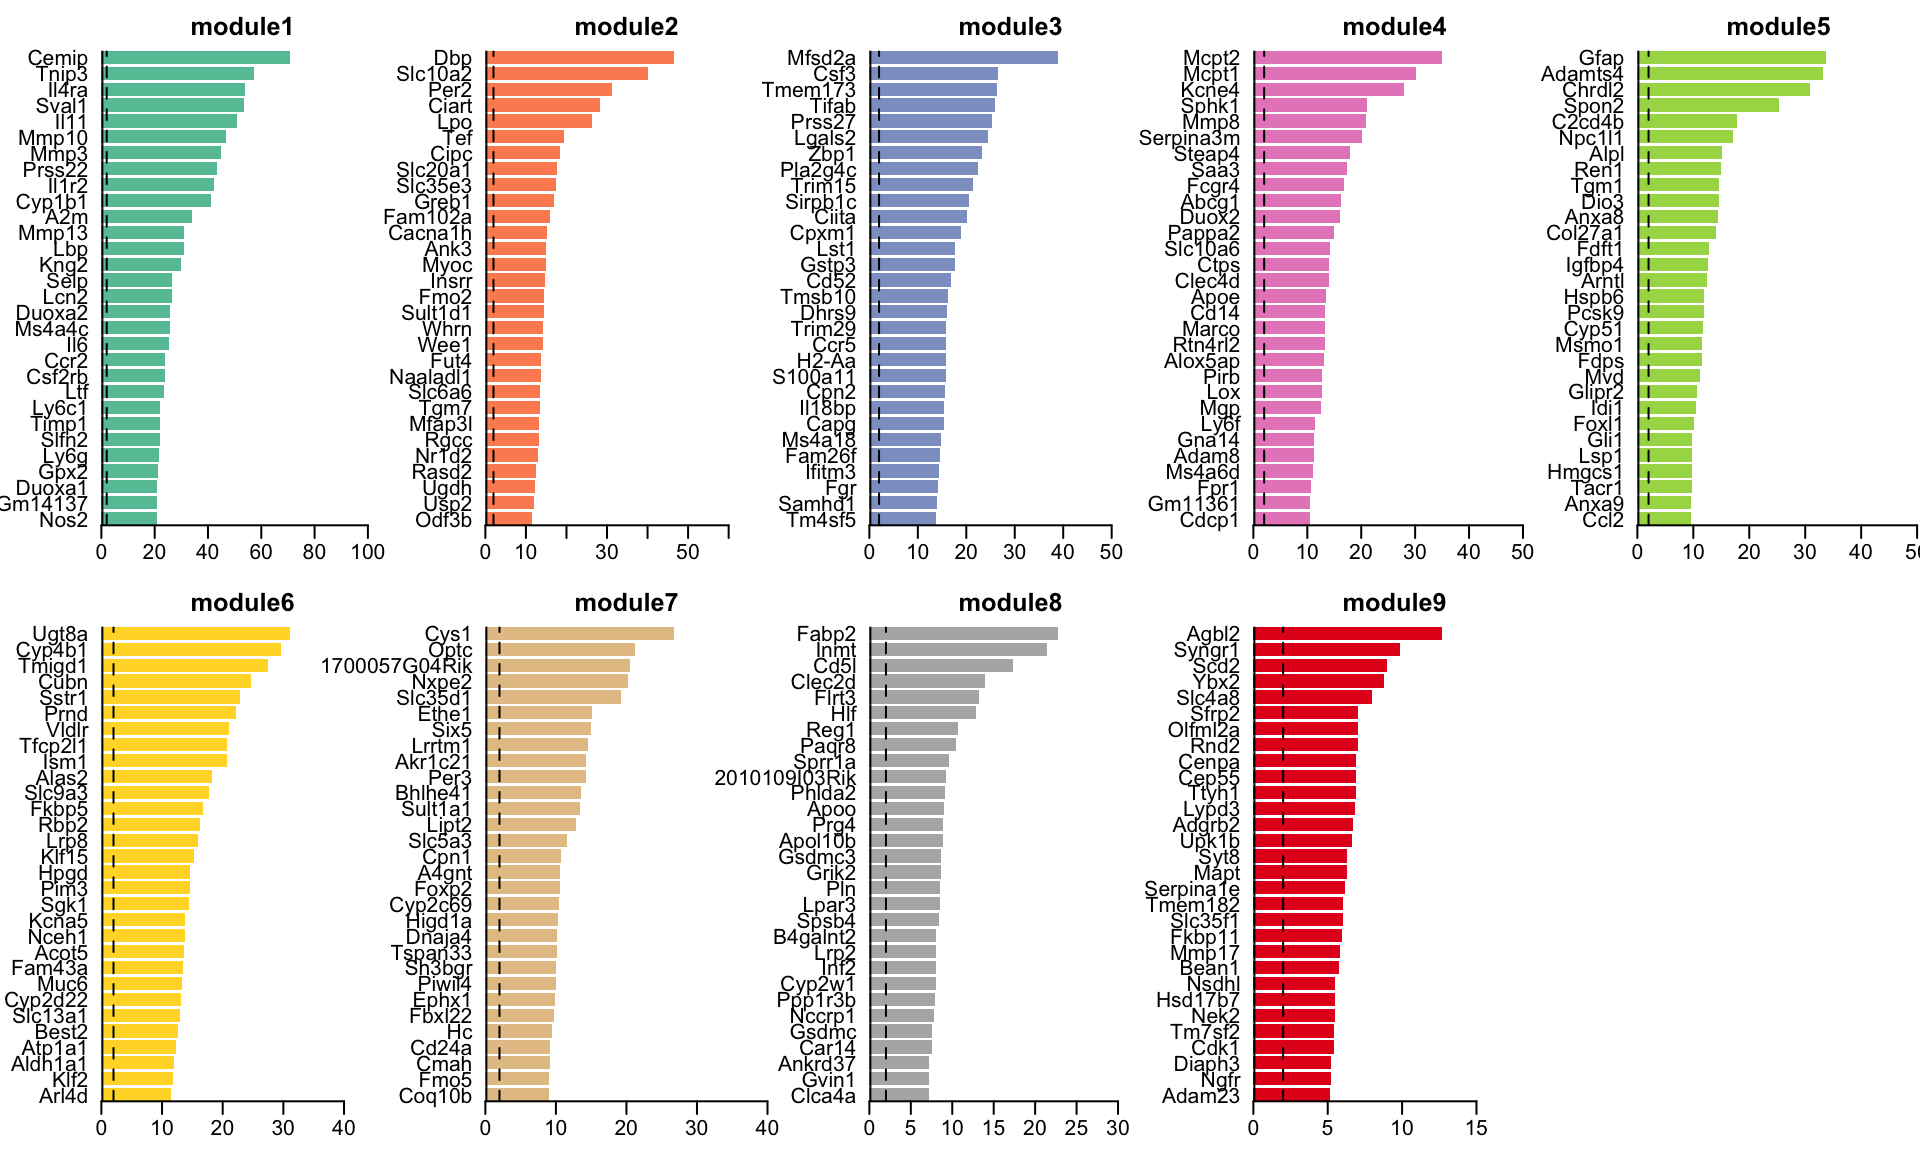 module1
Cemip
Tnip3
Il4ra
Sval1
Il11
Mmp10
Mmp3
Prss22
Il1r2
Cyp1b1
A2m
Mmp13
Lbp
Kng2
Selp
Lcn2
Duoxa2
Ms4a4c
Il6
Ccr2
Csf2rb
Ltf
Ly6c1
Timp1
Slfn2
Ly6g
Gpx2
Duoxa1
Gm14137
Nos2
0 20 40 60 80 100
module2
Dbp
Slc10a2
Per2
Ciart
Lpo
Tef
Cipc
Slc20a1
Slc35e3
Greb1
Fam102a
Cacna1h
Ank3
Myoc
Insrr
Fmo2
Sult1d1
Whrn
Wee1
Fut4
Naaladl1
Slc6a6
Tgm7
Mfap3l
Rgcc
Nr1d2
Rasd2
Ugdh
Usp2
Odf3b
0 10 30 50
module3
Mfsd2a
Csf3
Tmem173
Tifab
Prss27
Lgals2
Zbp1
Pla2g4c
Trim15
Sirpb1c
Ciita
Cpxm1
Lst1
Gstp3
Cd52
Tmsb10
Dhrs9
Trim29
Ccr5
H2-Aa
S100a11
Cpn2
Il18bp
Capg
Ms4a18
Fam26f
Ifitm3
Fgr
Samhd1
Tm4sf5
0 10 20 30 40 50
module4
Mcpt2
Mcpt1
Kcne4
Sphk1
Mmp8
Serpina3m
Steap4
Saa3
Fcgr4
Abcg1
Duox2
Pappa2
Slc10a6
Ctps
Clec4d
Apoe
Cd14
Marco
Rtn4rl2
Alox5ap
Pirb
Lox
Mgp
Ly6f
Gna14
Adam8
Ms4a6d
Fpr1
Gm11361
Cdcp1
0 10 20 30 40 50
module5
Gfap
Adamts4
Chrdl2
Spon2
C2cd4b
Npc1l1
Alpl
Ren1
Tgm1
Dio3
Anxa8
Col27a1
Fdft1
Igfbp4
Arntl
Hspb6
Pcsk9
Cyp51
Msmo1
Fdps
Mvd
Glipr2
Idi1
Foxl1
Gli1
Lsp1
Hmgcs1
Tacr1
Anxa9
Ccl2
0 10 20 30 40 50
module6
Ugt8a
Cyp4b1
Tmigd1
Cubn
Sstr1
Prnd
Vldlr
Tfcp2l1
Ism1
Alas2
Slc9a3
Fkbp5
Rbp2
Lrp8
Klf15
Hpgd
Pim3
Sgk1
Kcna5
Nceh1
Acot5
Fam43a
Muc6
Cyp2d22
Slc13a1
Best2
Atp1a1
Aldh1a1
Klf2
Arl4d
0 10 20 30 40
module7
Cys1
Optc
1700057G04Rik
Nxpe2
Slc35d1
Ethe1
Six5
Lrrtm1
Akr1c21
Per3
Bhlhe41
Sult1a1
Lipt2
Slc5a3
Cpn1
A4gnt
Foxp2
Cyp2c69
Higd1a
Dnaja4
Tspan33
Sh3bgr
Piwil4
Ephx1
Fbxl22
Hc
Cd24a
Cmah
Fmo5
Coq10b
0 10 20 30 40
module8
Fabp2
Inmt
Cd5l
Clec2d
Flrt3
Hlf
Reg1
Paqr8
Sprr1a
2010109I03Rik
Phlda2
Apoo
Prg4
Apol10b
Gsdmc3
Grik2
Pln
Lpar3
Spsb4
B4galnt2
Lrp2
Inf2
Cyp2w1
Ppp1r3b
Nccrp1
Gsdmc
Car14
Ankrd37
Gvin1
Clca4a
0 5 10 15 20 25 30
module9
Agbl2
Syngr1
Scd2
Ybx2
Slc4a8
Sfrp2
Olfml2a
Rnd2
Cenpa
Cep55
Ttyh1
Lypd3
Adgrb2
Upk1b
Syt8
Mapt
Serpina1e
Tmem182
Slc35f1
Fkbp11
Mmp17
Bean1
Nsdhl
Hsd17b7
Nek2
Tm7sf2
Cdk1
Diaph3
Ngfr
Adam23
0 5 10 15